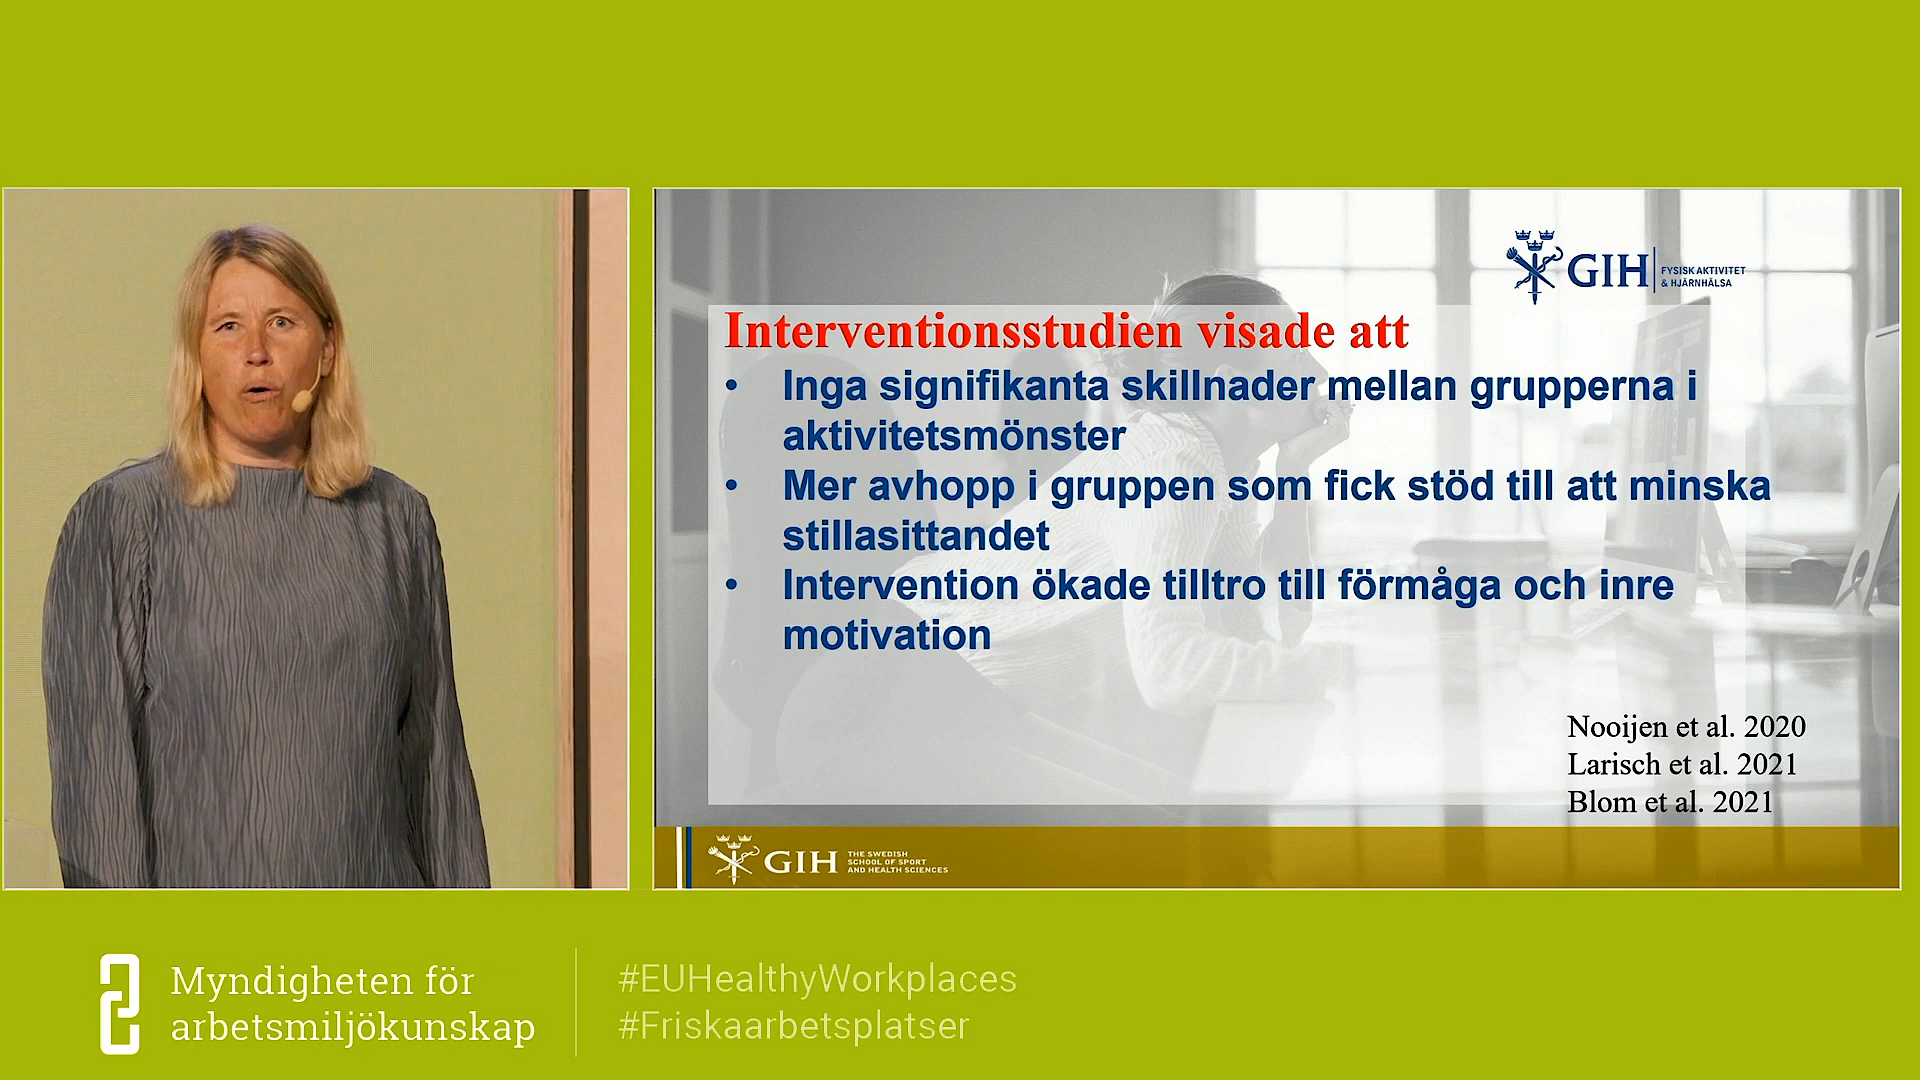 GIH
FYSISK AKTIVITET
& HJÄRNHÄLSA
Interventionsstudien visade att
• Inga signifikanta skillnader mellan grupperna i
aktivitetsmönster
• Mer avhopp i gruppen som fick stöd till att minska
stillasittandet
• Intervention ökade tilltro till förmåga och inre
motivation
Nooijen et al. 2020
Larisch et al. 2021
Blom et al. 2021
GIH
THE SWEDISH
SCHOOL OF SPORT
AND HEALTH SCIENCES
Myndigheten för
arbetsmiljökunskap
#EUHealthyWorkplaces
#Friskaarbetsplatser